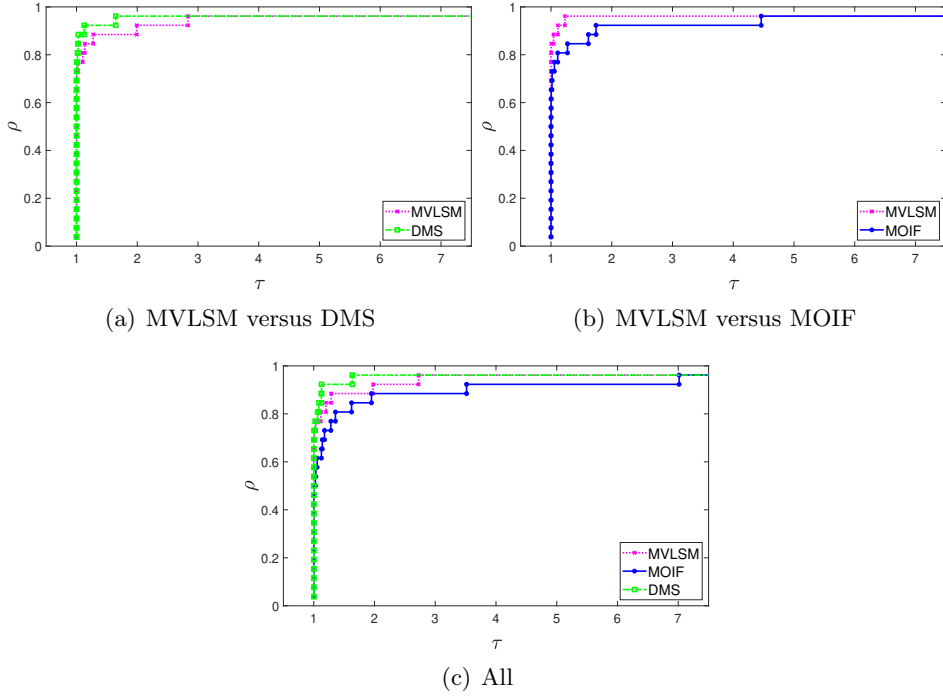 1
0.8
0.6
0.4
0.2
0
ρ
1 2 3 4 5 6 7
τ
MVLSM
DMS
(a) MVLSM versus DMS
1
0.8
0.6
0.4
0.2
0
ρ
1 2 3 4 5 6 7
τ
MVLSM
MOIF
(b) MVLSM versus MOIF
1
0.8
0.6
0.4
0.2
0
ρ
1 2 3 4 5 6 7
τ
MVLSM
MOIF
DMS
(c) All